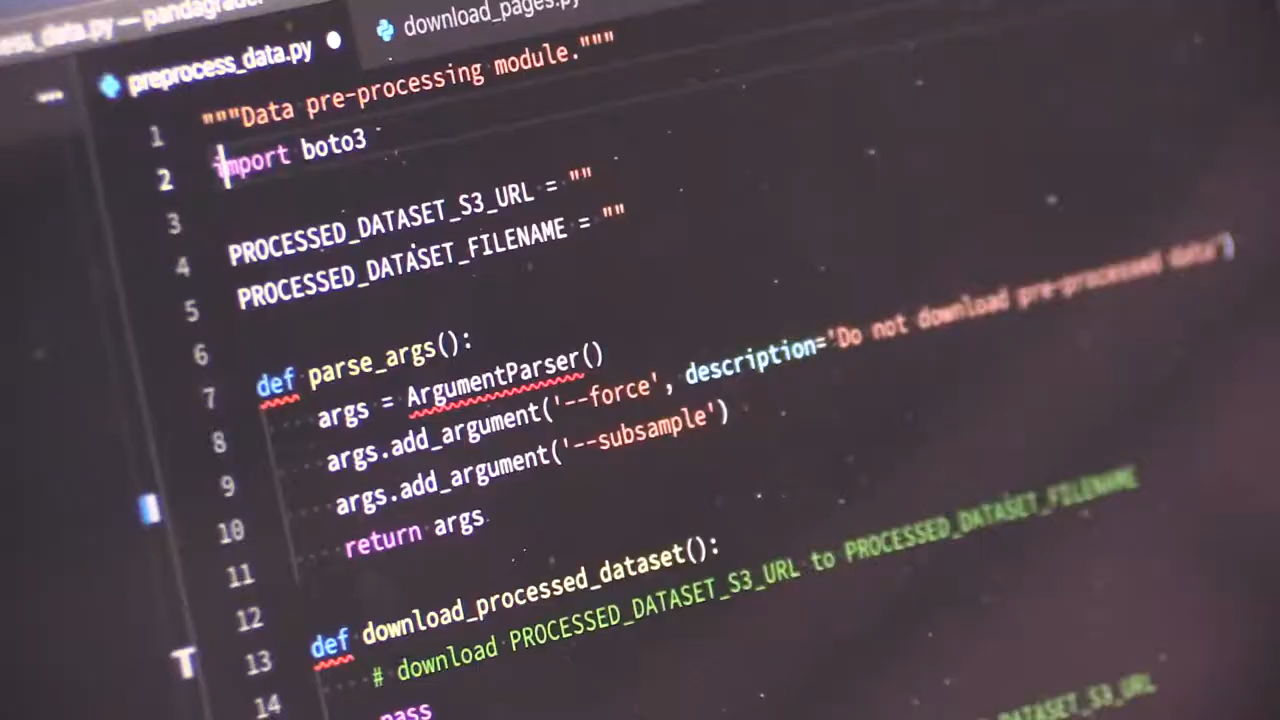 ess_data.py — pandagrader
preprocess_data.py download_pages.py
1 """Data pre-processing module."""
2 import boto3
3
4 PROCESSED_DATASET_S3_URL = ""
5 PROCESSED_DATASET_FILENAME = ""
6
7 def parse_args():
8 args = ArgumentParser()
9 args.add_argument('--force', description='Do not download pre-processed data')
10 args.add_argument('--subsample')
11 return args
12
13 def download_processed_dataset():
14 # download PROCESSED_DATASET_S3_URL to PROCESSED_DATASET_FILENAME
pass
DATASET_S3_URL